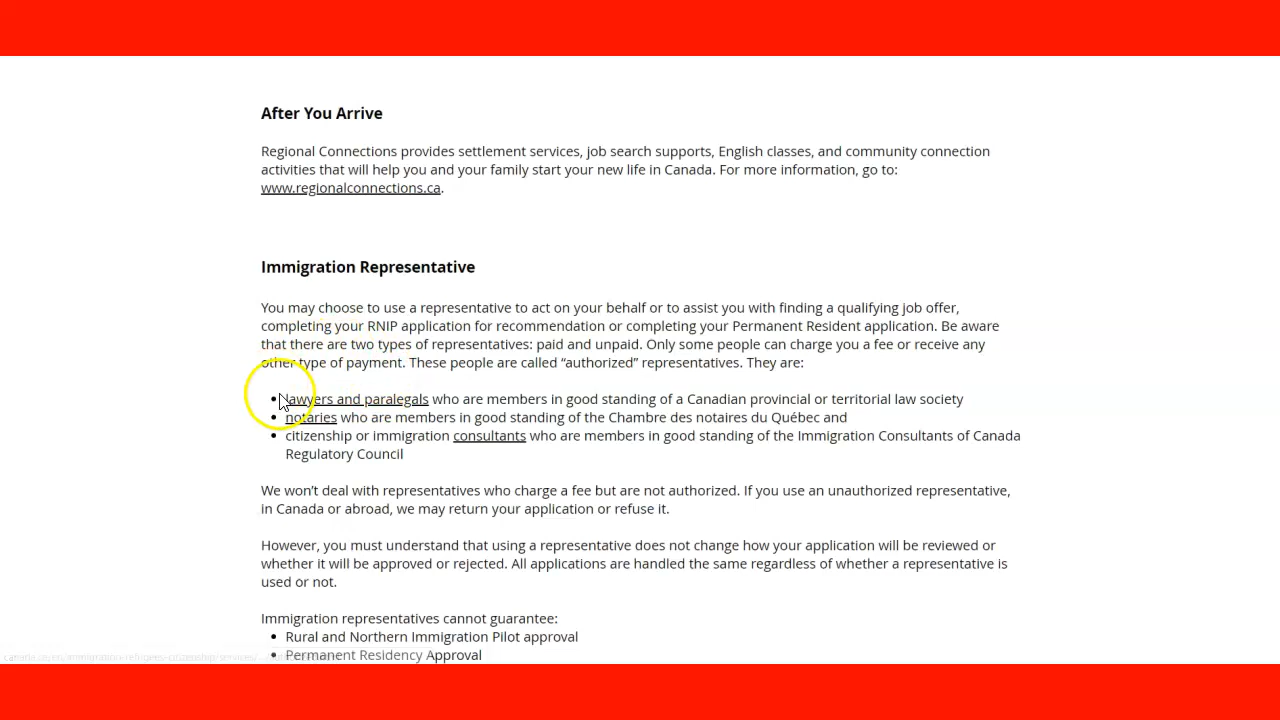 After You Arrive
Regional Connections provides settlement services, job search supports, English classes, and community connection
activities that will help you and your family start your new life in Canada. For more information, go to:
www.regionalconnections.ca.
Immigration Representative
You may choose to use a representative to act on your behalf or to assist you with finding a qualifying job offer,
completing your RNIP application for recommendation or completing your Permanent Resident application. Be aware
that there are two types of representatives: paid and unpaid. Only some people can charge you a fee or receive any
other type of payment. These people are called “authorized” representatives. They are:
• lawyers and paralegals who are members in good standing of a Canadian provincial or territorial law society
• notaries who are members in good standing of the Chambre des notaires du Québec and
• citizenship or immigration consultants who are members in good standing of the Immigration Consultants of Canada
Regulatory Council
We won’t deal with representatives who charge a fee but are not authorized. If you use an unauthorized representative,
in Canada or abroad, we may return your application or refuse it.
However, you must understand that using a representative does not change how your application will be reviewed or
whether it will be approved or rejected. All applications are handled the same regardless of whether a representative is
used or not.
Immigration representatives cannot guarantee:
• Rural and Northern Immigration Pilot approval
• Permanent Residency Approval